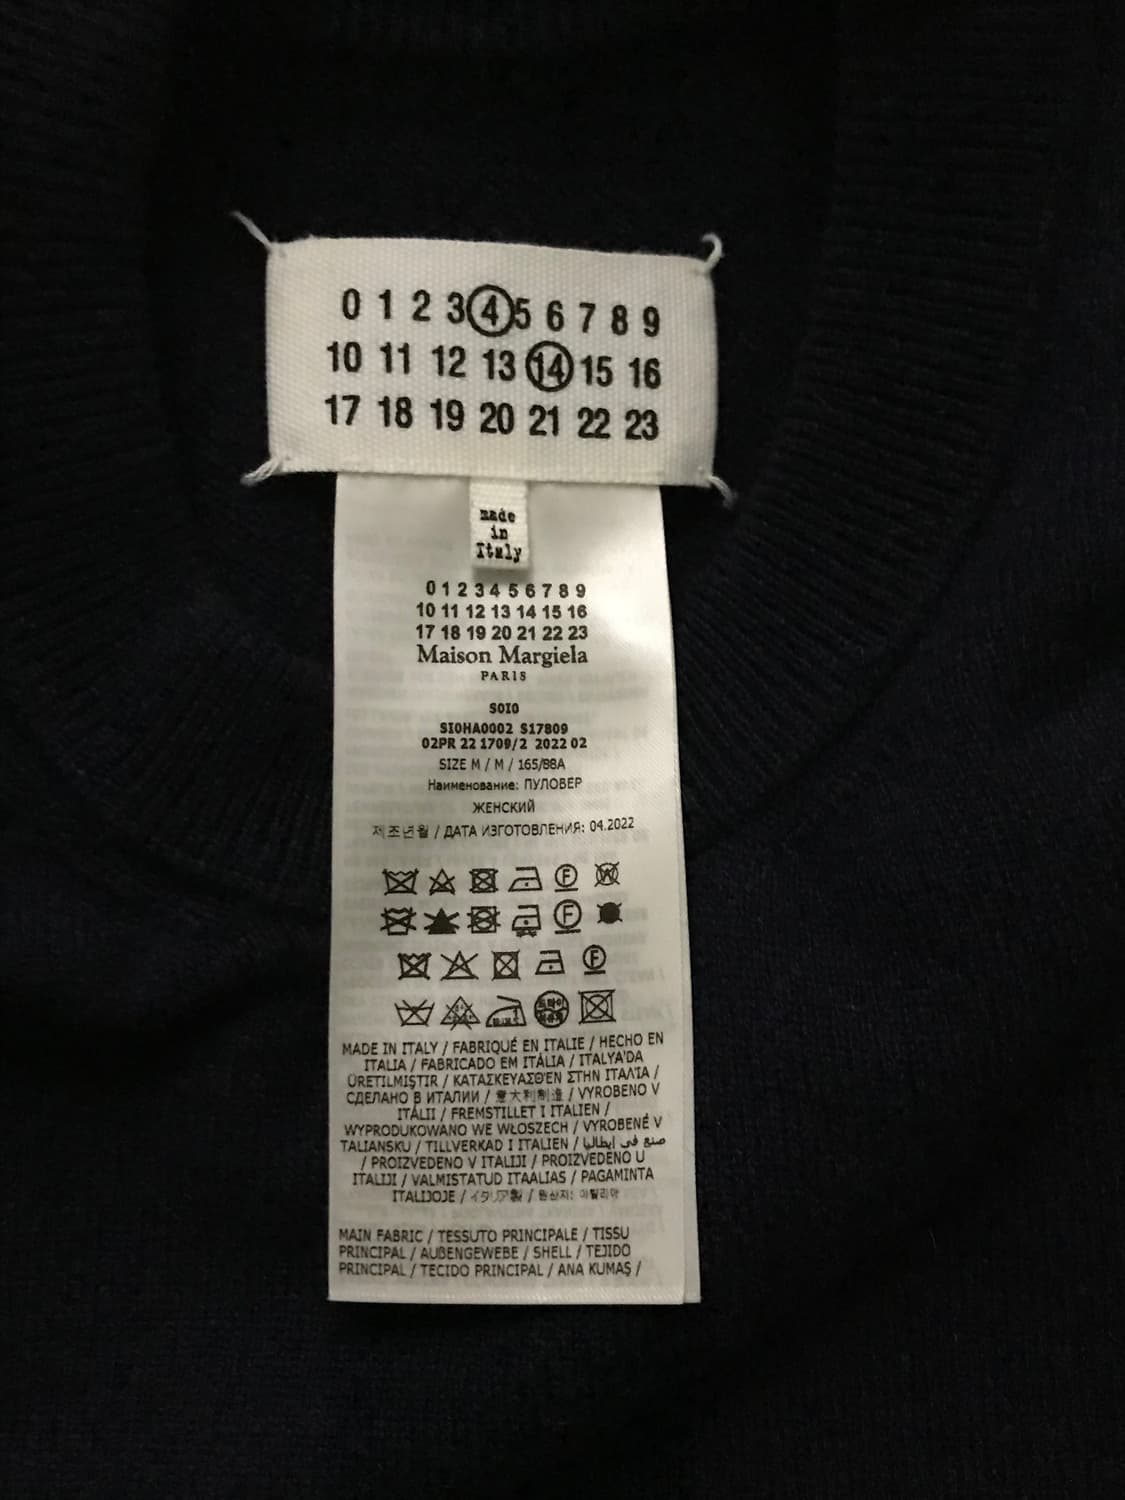 0 1 2 3 4 5 6 7 8 9
10 11 12 13 14 15 16
17 18 19 20 21 22 23
made
in
Italy
0 1 2 3 4 5 6 7 8 9
10 11 12 13 14 15 16
17 18 19 20 21 22 23
Maison Margiela
PARIS
S0I0
SI0HA0002 S17809
02PR 22 1709/2 2022 02
SIZE M / M / 165/88A
Наименование: ПУЛОВЕР
ЖЕНСКИЙ
제조년월 / ДАТА ИЗГОТОВЛЕНИЯ: 04.2022
F W
F
F
MADE IN ITALY / FABRIQUÉ EN ITALIE / HECHO EN
ITALIA / FABRICADO EM ITÁLIA / ITALYA'DA
ÜRETILMIŞTIR / ΚΑΤΑΣΚΕΥΑΣΘ'ΕΝ ΣΤΗΝ ΙΤΑΛΊΑ /
СДЕЛАНО В ИТАЛИИ / 意大利制造 / VYROBENO V
ITÁLII / FREMSTILLET I ITALIEN /
WYPRODUKOWANO WE WŁOSZECH / VYROBENÉ V
TALIANSKU / TILLVERKAD I ITALIEN / صنع في إيطاليا
/ PROIZVEDENO V ITALIJI / PROIZVEDENO U
ITALIJI / VALMISTATUD ITAALIAS / PAGAMINTA
ITALIJOJE / イタリア製 / 원산지: 이탈리아
MAIN FABRIC / TESSUTO PRINCIPALE / TISSU
PRINCIPAL / AUßENGEWEBE / SHELL / TEJIDO
PRINCIPAL / TECIDO PRINCIPAL / ANA KUMAŞ /